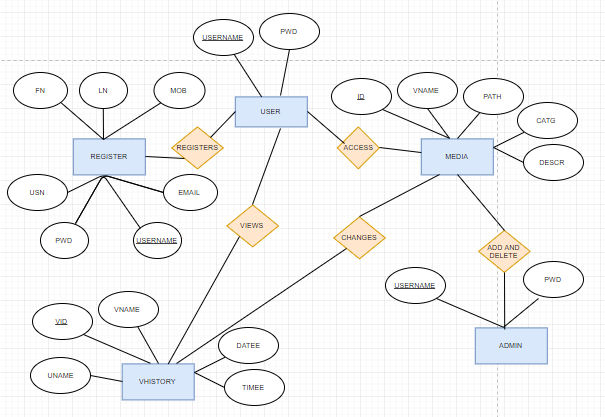 USERNAME
PWD
FN
LN
MOB
ID
VNAME
PATH
CATG
DESCR
USER
REGISTER
REGISTERS
ACCESS
MEDIA
USN
EMAIL
PWD
USERNAME
VIEWS
CHANGES
ADD AND
DELETE
USERNAME
PWD
VID
VNAME
ADMIN
DATEE
UNAME
VHISTORY
TIMEE